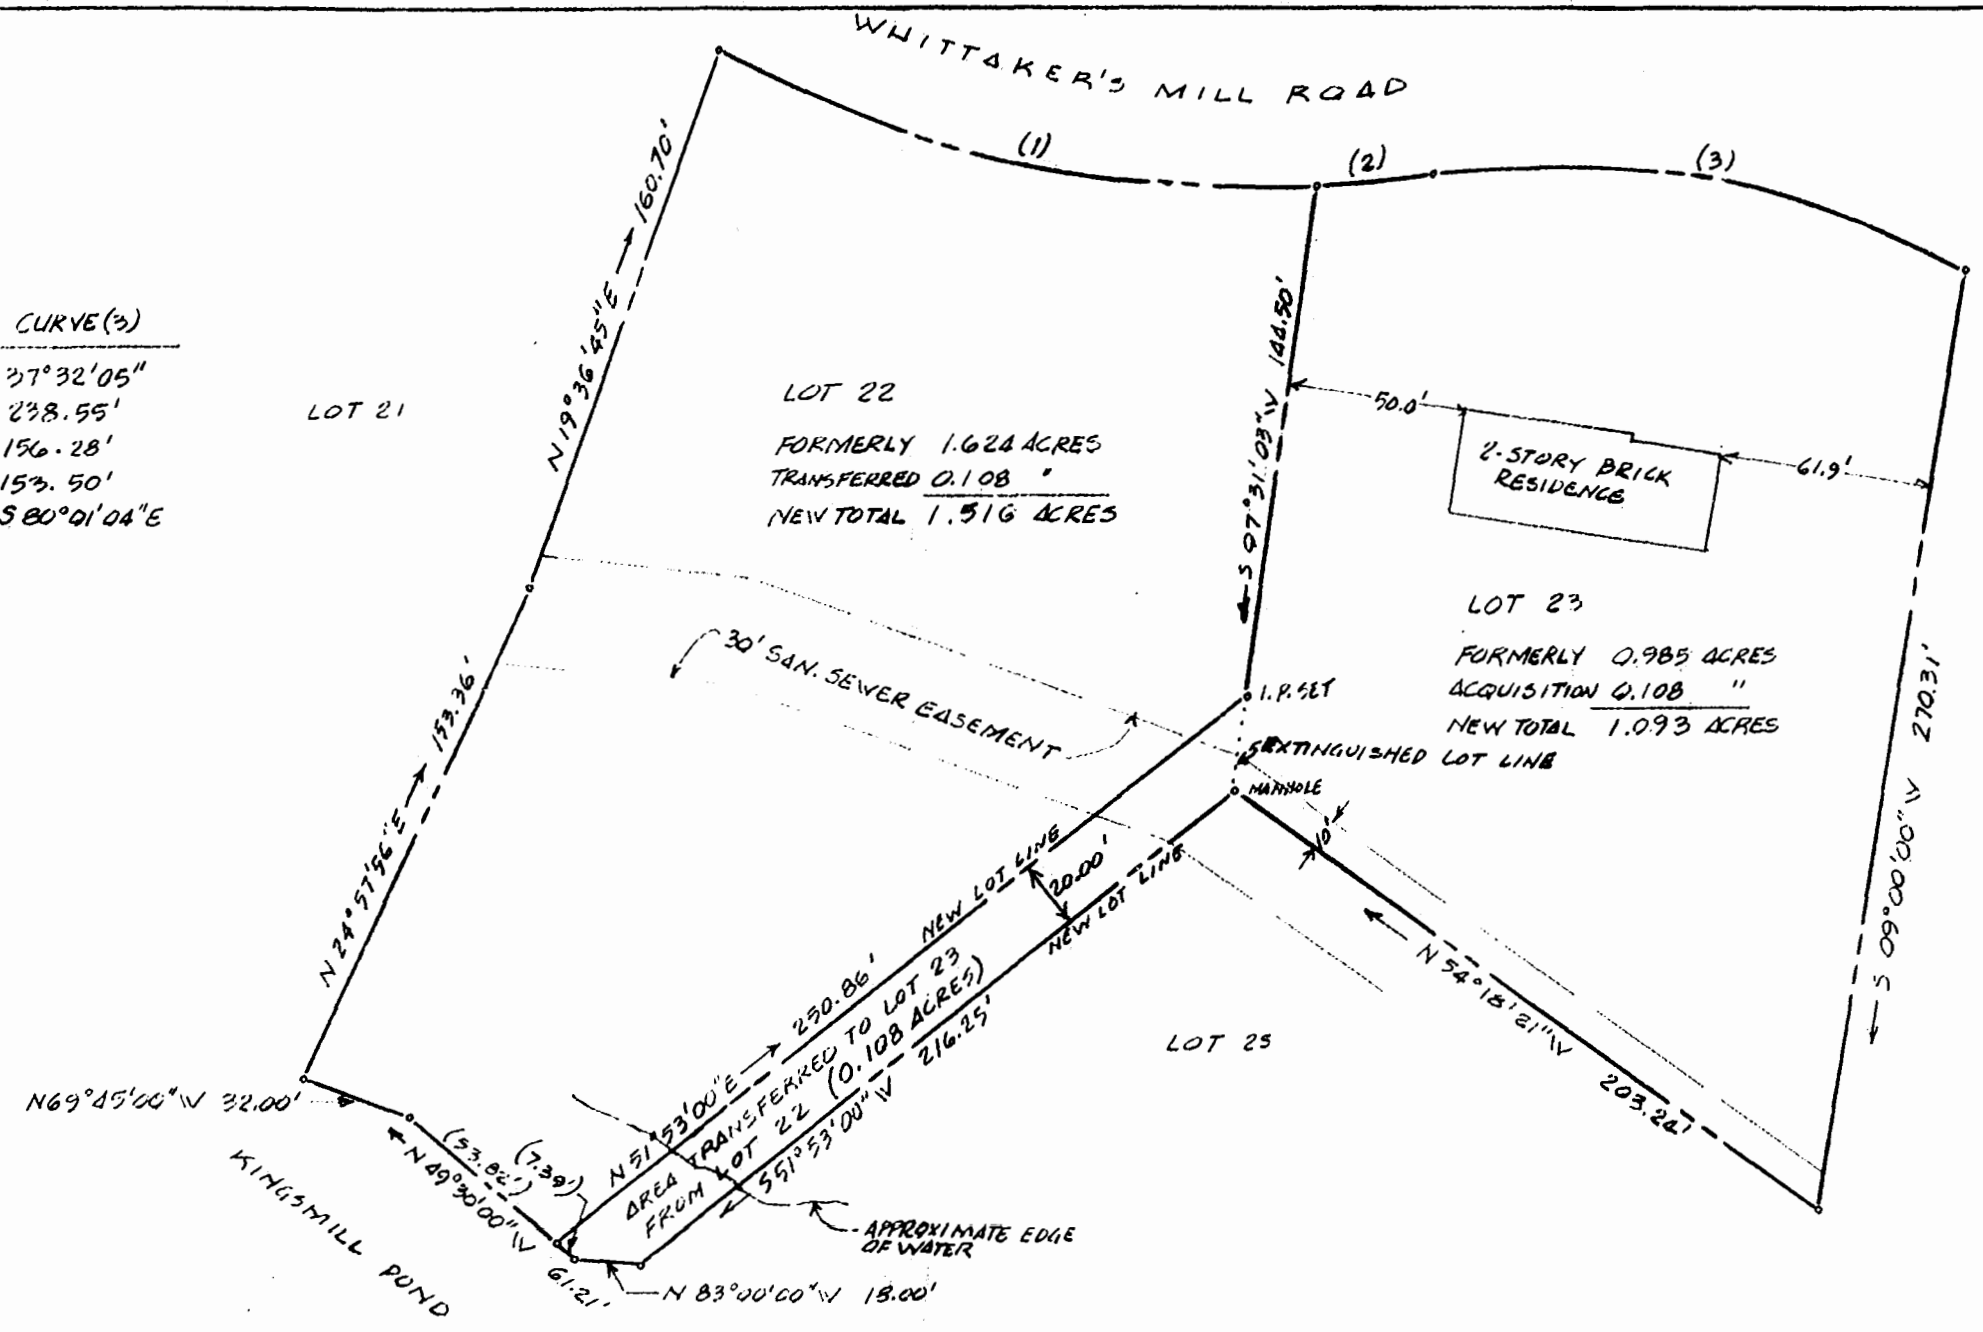 WHITTAKER'S MILL ROAD
(1)
(2)
(3)
CURVE (3)
37°32'05"
238.55'
156.28'
153.50'
S 80°01'04"E
LOT 21
N 19°36'45"E 160.70'
LOT 22
FORMERLY 1.624 ACRES
TRANSFERRED 0.108 "
NEW TOTAL 1.516 ACRES
S 07°31'03"W 144.50'
50.0'
2-STORY BRICK
RESIDENCE
61.9'
LOT 23
FORMERLY 0.985 ACRES
ACQUISITION 0.108 "
NEW TOTAL 1.093 ACRES
S 09°00'00"W 270.31'
30' SAN. SEWER EASEMENT
I.P. SET
EXTINGUISHED LOT LINE
MANHOLE
10'
N 24°57'56"E 153.36'
NEW LOT LINE
20.00'
NEW LOT LINE
N 54°18'21"W 203.24'
N 51°53'00"E 250.86'
AREA TRANSFERRED TO LOT 23
FROM LOT 22 (0.108 ACRES)
S 51°53'00"W 216.25'
LOT 25
N 69°45'00"W 32.00'
(53.82')
(7.39')
N 49°30'00"W 61.21'
KINGSMILL POND
APPROXIMATE EDGE
OF WATER
N 83°00'00"W 18.00'